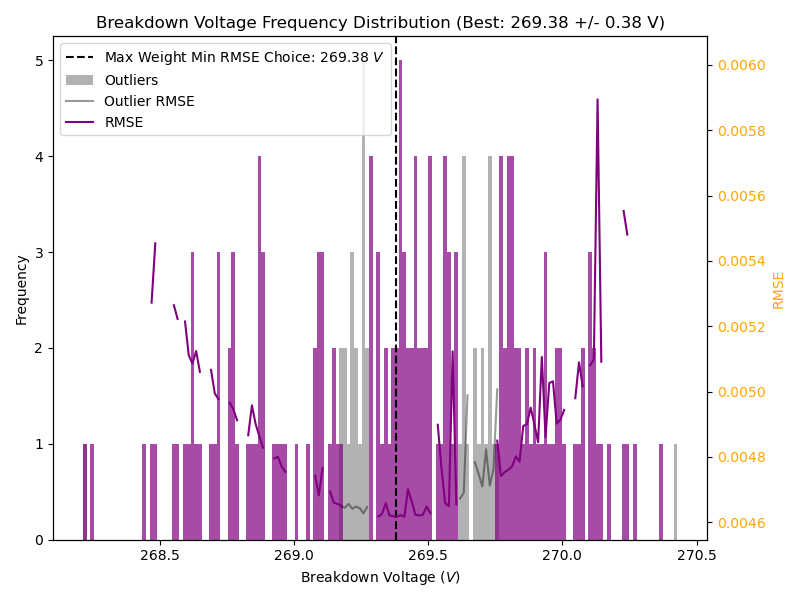 Breakdown Voltage Frequency Distribution (Best: 269.38 +/- 0.38 V)
Max Weight Min RMSE Choice: 269.38 V
Outliers
Outlier RMSE
RMSE
Frequency
5
4
3
2
1
0
0.0060
0.0058
0.0056
0.0054
0.0052
0.0050
0.0048
0.0046
RMSE
268.5
269.0
269.5
270.0
270.5
Breakdown Voltage (V)